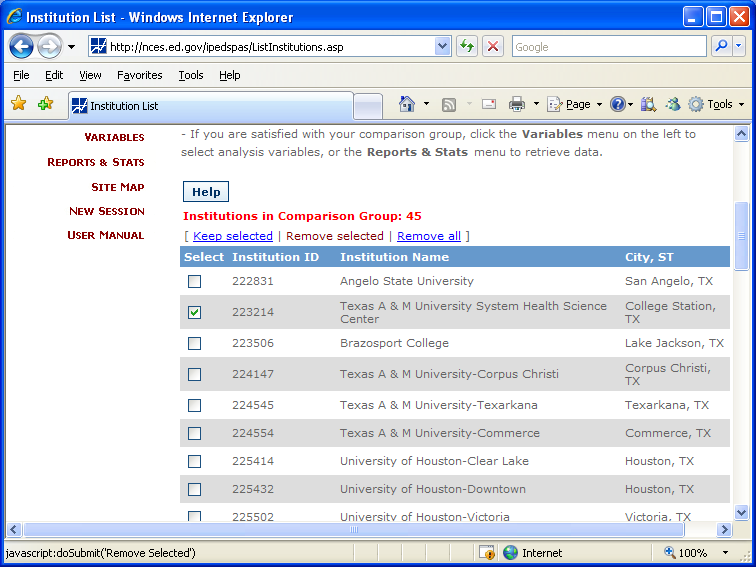 Institution List - Windows Internet Explorer
http://nces.ed.gov/ipedspas/ListInstitutions.asp
Google
File Edit View Favorites Tools Help
Institution List
Page
Tools
VARIABLES
REPORTS & STATS
SITE MAP
NEW SESSION
USER MANUAL
- If you are satisfied with your comparison group, click the Variables menu on the left to
select analysis variables, or the Reports & Stats menu to retrieve data.
Help
Institutions in Comparison Group: 45
[ Keep selected | Remove selected | Remove all ]
Select Institution ID Institution Name City, ST
222831 Angelo State University San Angelo, TX
223214 Texas A & M University System Health Science
Center
College Station,
TX
223506 Brazosport College Lake Jackson, TX
224147 Texas A & M University-Corpus Christi
Corpus Christi,
TX
224545 Texas A & M University-Texarkana Texarkana, TX
224554 Texas A & M University-Commerce Commerce, TX
225414 University of Houston-Clear Lake Houston, TX
225432 University of Houston-Downtown Houston, TX
225502 University of Houston-Victoria Victoria, TX
javascript:doSubmit('Remove Selected')
Internet
100%